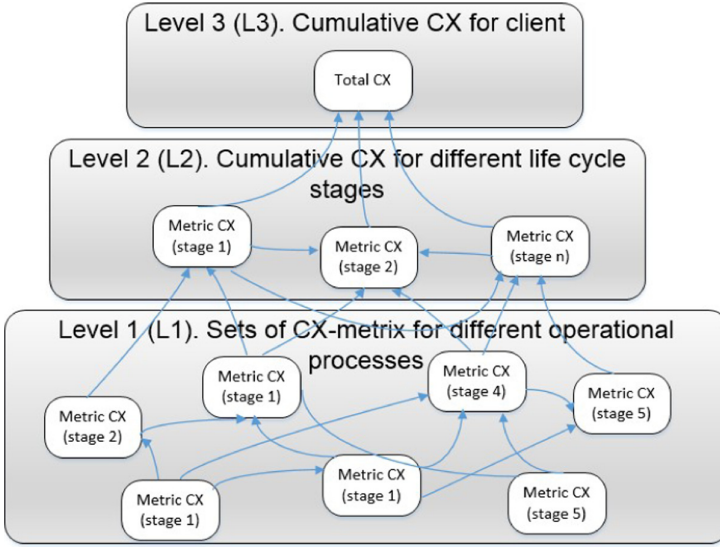 Level 3 (L3). Cumulative CX for client
Total CX
Level 2 (L2). Cumulative CX for different life cycle
stages
Metric CX
(stage 1)
Metric CX
(stage 2)
Metric CX
(stage n)
Level 1 (L1). Sets of CX-metrix for different operational
processes
Metric CX
(stage 2)
Metric CX
(stage 1)
Metric CX
(stage 4)
Metric CX
(stage 5)
Metric CX
(stage 1)
Metric CX
(stage 1)
Metric CX
(stage 5)